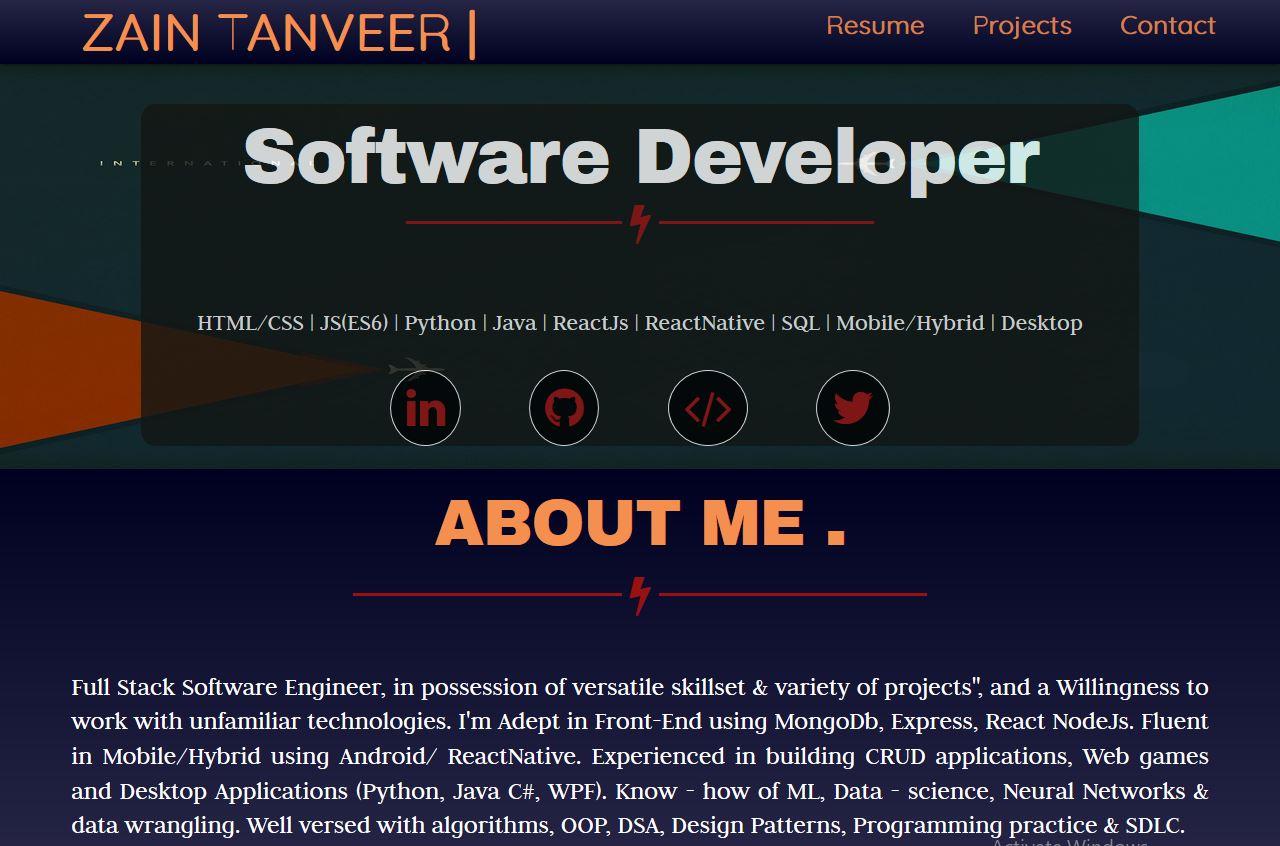 ZAIN TANVEER |
Resume Projects Contact
INTERNATIONAL
Software Developer
HTML/CSS | JS(ES6) | Python | Java | ReactJs | ReactNative | SQL | Mobile/Hybrid | Desktop
in
</>
ABOUT ME .
Full Stack Software Engineer, in possession of versatile skillset & variety of projects", and a Willingness to
work with unfamiliar technologies. I'm Adept in Front-End using MongoDb, Express, React NodeJs. Fluent
in Mobile/Hybrid using Android/ ReactNative. Experienced in building CRUD applications, Web games
and Desktop Applications (Python, Java C#, WPF). Know - how of ML, Data - science, Neural Networks &
data wrangling. Well versed with algorithms, OOP, DSA, Design Patterns, Programming practice & SDLC.
Activate Windows